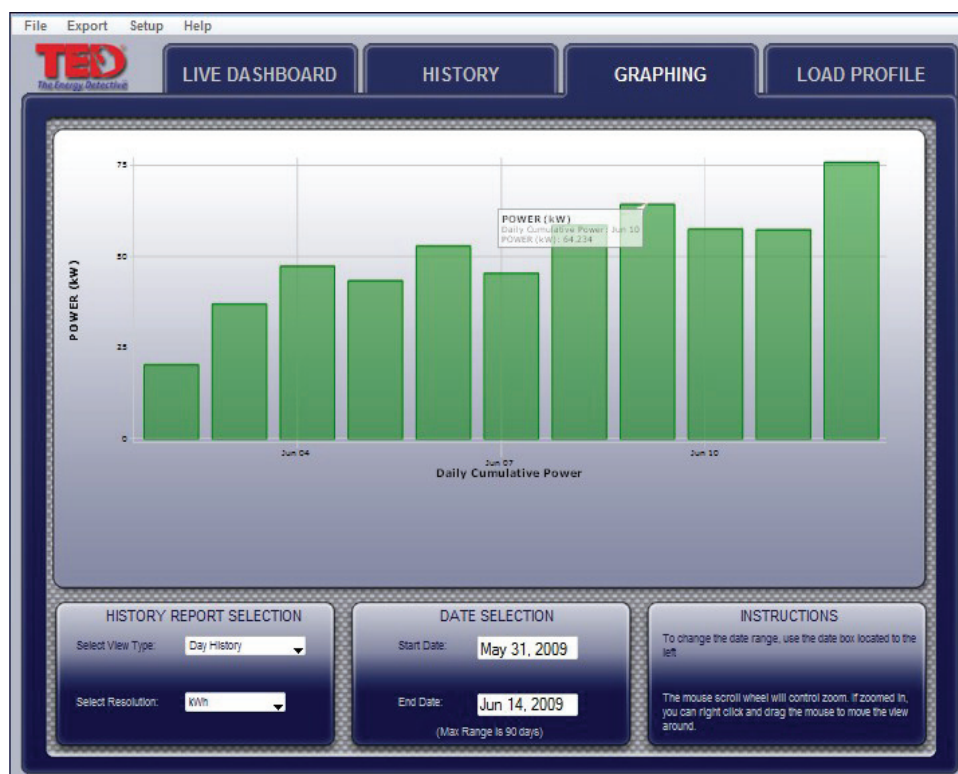 File Export Setup Help
TED
The Energy Detective
LIVE DASHBOARD
HISTORY
GRAPHING
LOAD PROFILE
75
50
25
0
POWER (kW)
POWER (kW)
Daily Cumulative Power: Jun 10
POWER (kW): 64.234
Jun 04
Jun 07
Jun 10
Daily Cumulative Power
HISTORY REPORT SELECTION
Select View Type: Day History
Select Resolution: kWh
DATE SELECTION
Start Date: May 31, 2009
End Date: Jun 14, 2009
(Max Range is 90 days)
INSTRUCTIONS
To change the date range, use the date box located to the
left
The mouse scroll wheel will control zoom. If zoomed in,
you can right click and drag the mouse to move the view
around.